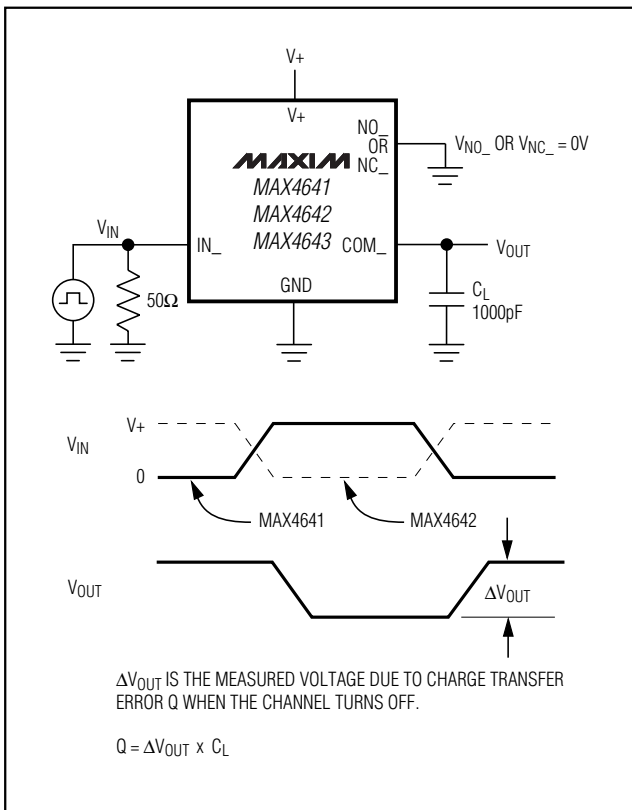 V+
V+
NO_
OR
NC_
V_NO_ OR V_NC_ = 0V
MAXIM
MAX4641
MAX4642
MAX4643
V_IN
IN_
COM_
V_OUT
50Ω
GND
C_L
1000pF
V+
V_IN
0
MAX4641
MAX4642
V_OUT
ΔV_OUT
ΔV_OUT IS THE MEASURED VOLTAGE DUE TO CHARGE TRANSFER
ERROR Q WHEN THE CHANNEL TURNS OFF.
Q = ΔV_OUT x C_L